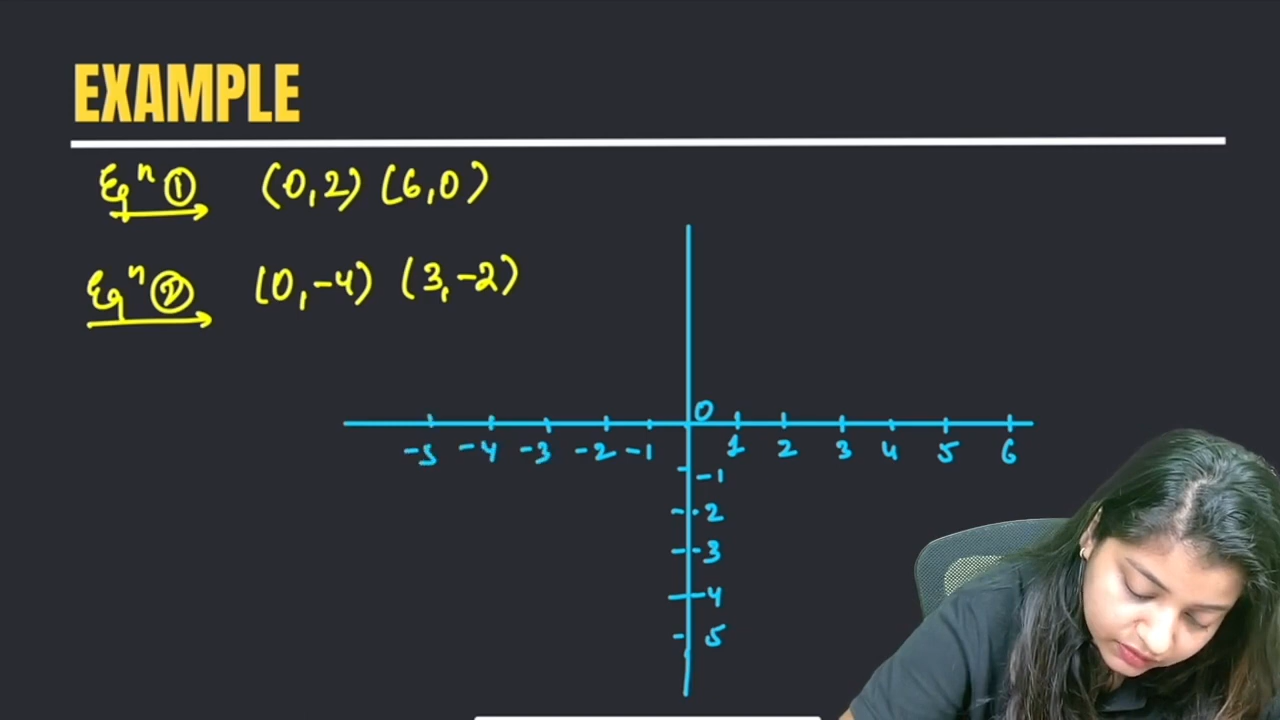 EXAMPLE
Eqⁿ ① (0,2) (6,0)
Eqⁿ ② (0,-4) (3,-2)
0
-5 -4 -3 -2 -1 1 2 3 4 5 6
-1
-2
-3
-4
-5